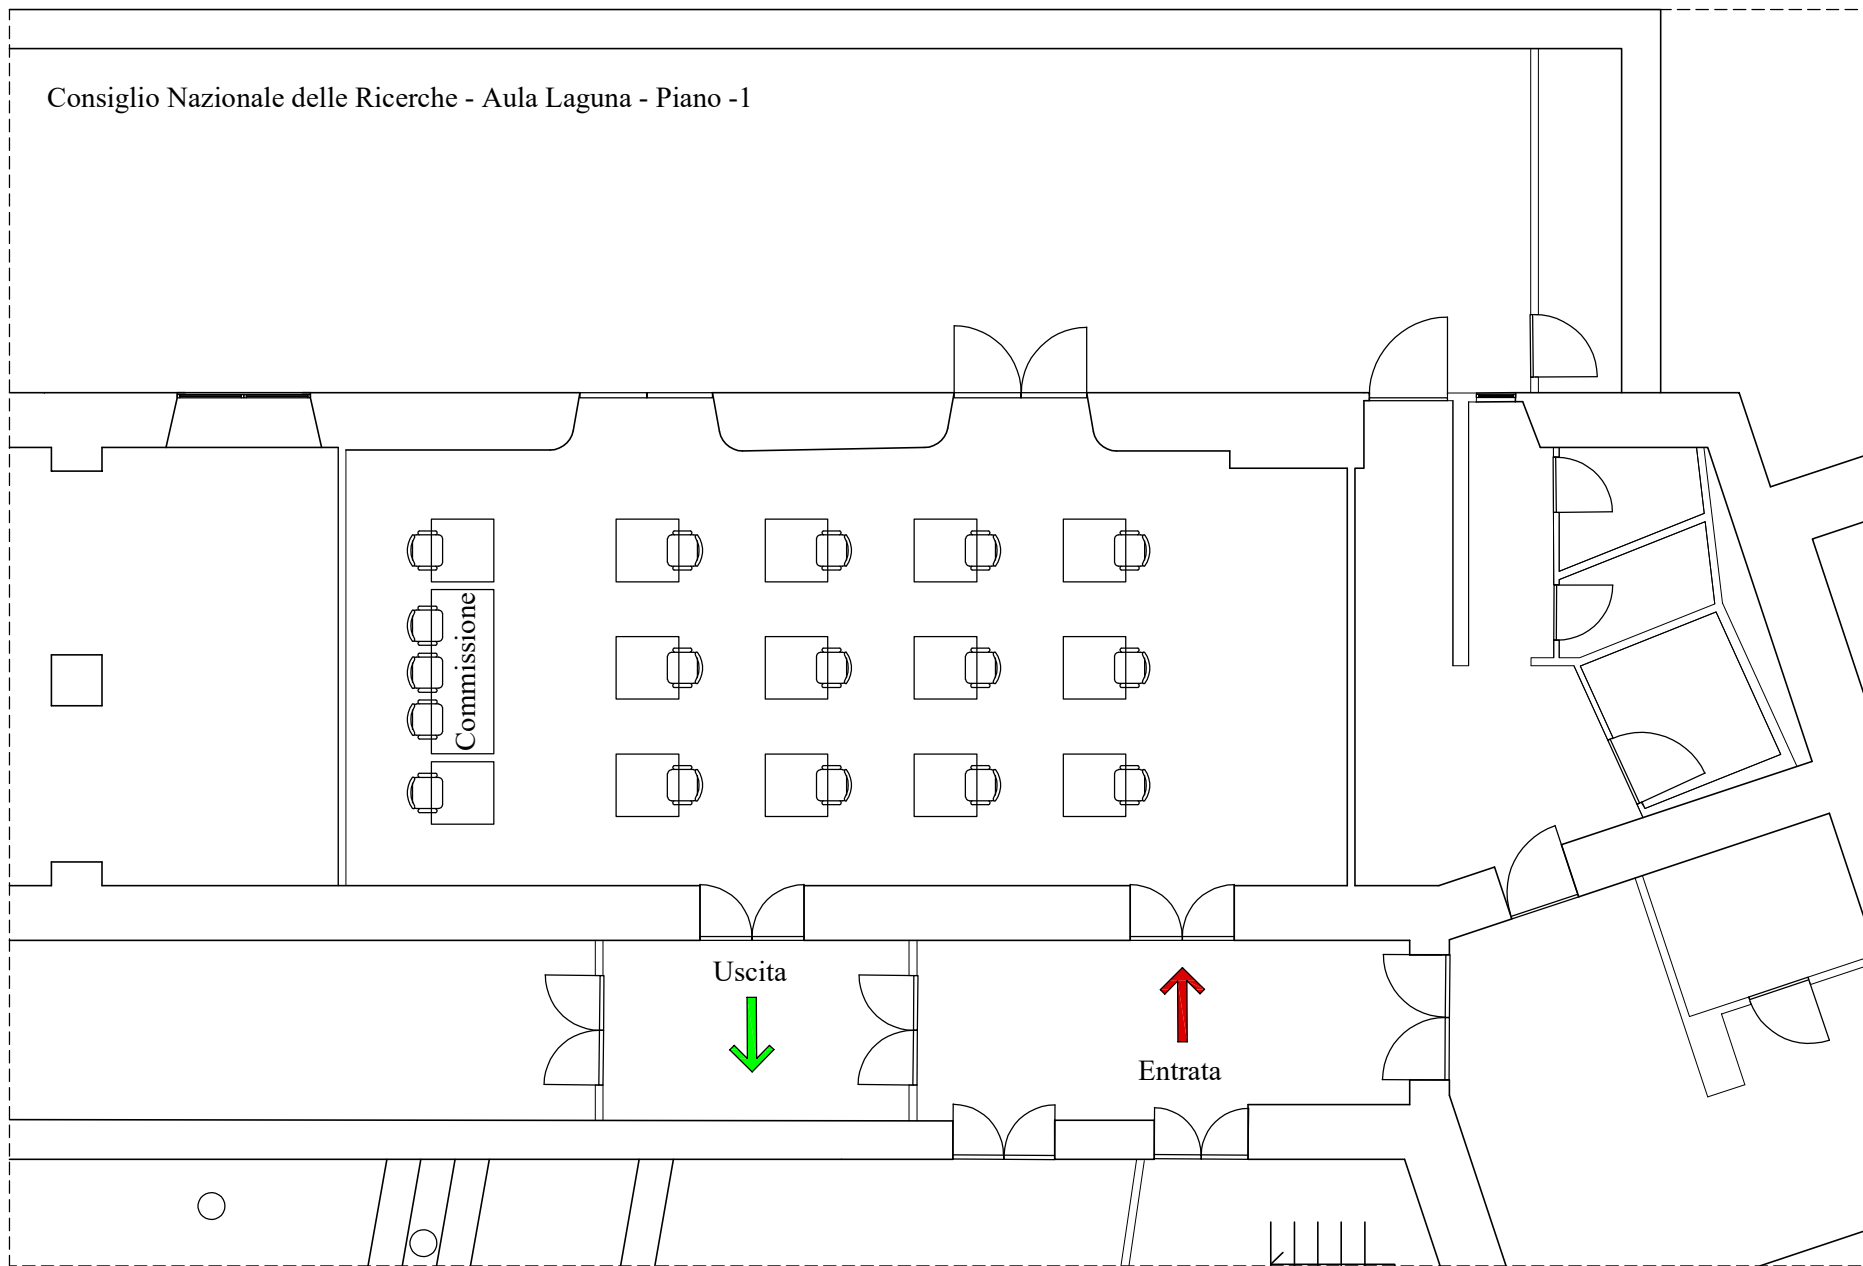 Consiglio Nazionale delle Ricerche - Aula Laguna - Piano -1
Commissione
Uscita
Entrata